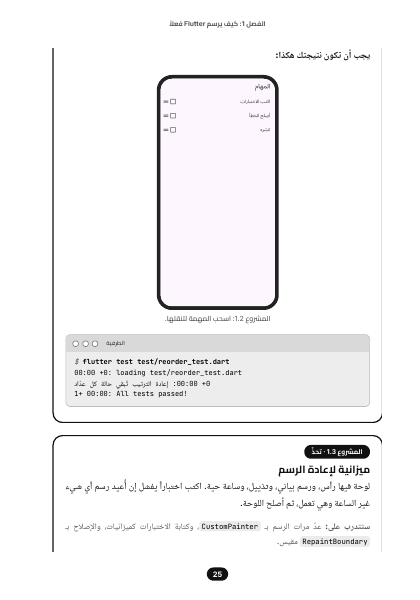 الفصل 1: كيف يرسم Flutter فعلاً
يجب أن تكون نتيجتك هكذا:
المهام
اكتب الاختبارات
أصلح الخطأ
انشره
المشروع 1.2: اسحب المهمة لتنقلها.
الطرفية
$ flutter test test/reorder_test.dart
00:00 +0: loading test/reorder_test.dart
00:00 +0: إعادة الترتيب تُبقي حالة كل عدّاد
00:00 +1: All tests passed!
المشروع 1.3 · تحدٍّ
ميزانية لإعادة الرسم
لوحة فيها رأس، ورسم بياني، وتذييل، وساعة حية. اكتب اختباراً يفشل إن أُعيد رسم أي شيء
غير الساعة وهي تعمل، ثم أصلح اللوحة.
ستتدرب على: عدّ مرات الرسم بـ CustomPainter، وكتابة الاختبارات كميزانيات، والإصلاح بـ
RepaintBoundary مقيس.
25